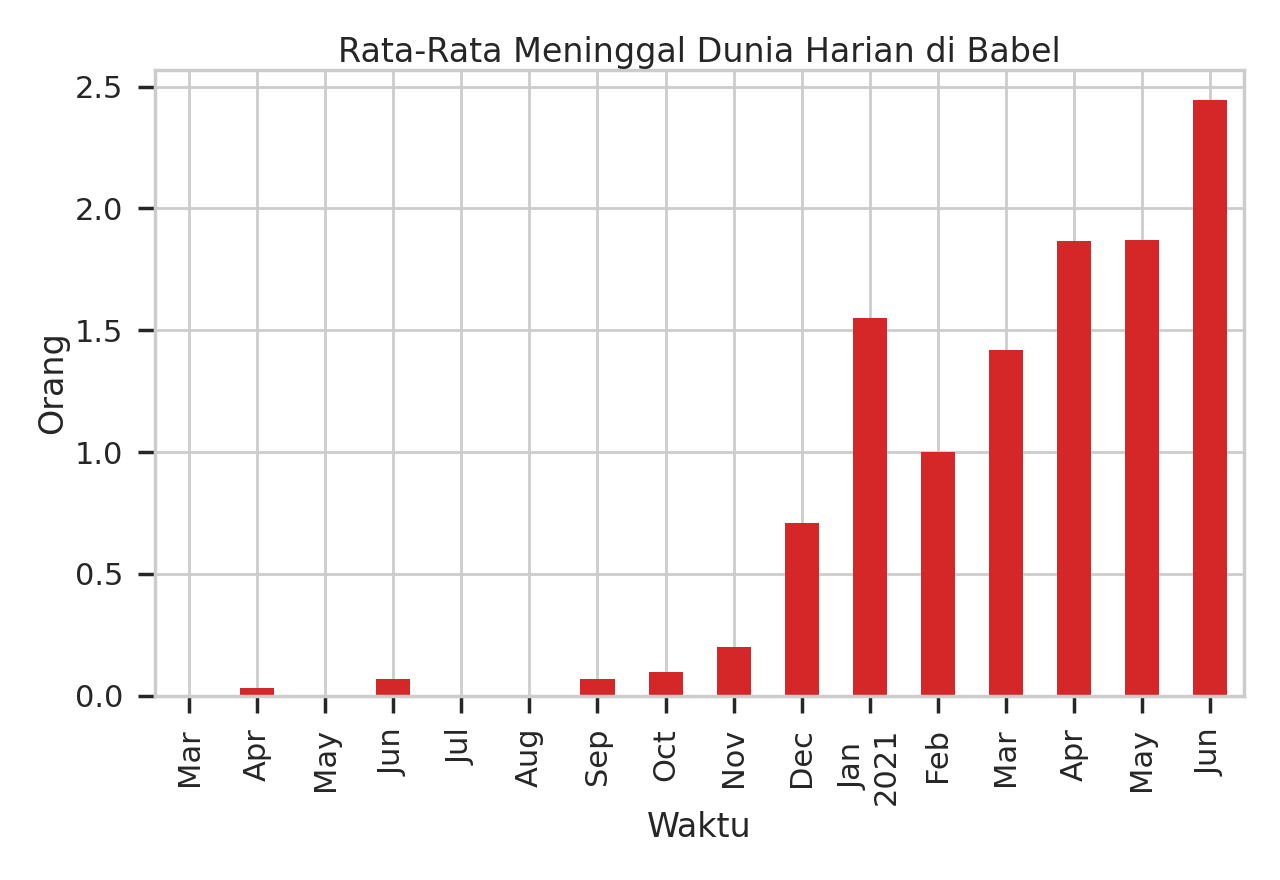 Rata-Rata Meninggal Dunia Harian di Babel
Orang
2.5
2.0
1.5
1.0
0.5
0.0
Mar
Apr
May
Jun
Jul
Aug
Sep
Oct
Nov
Dec
Jan
2021
Feb
Mar
Apr
May
Jun
Waktu